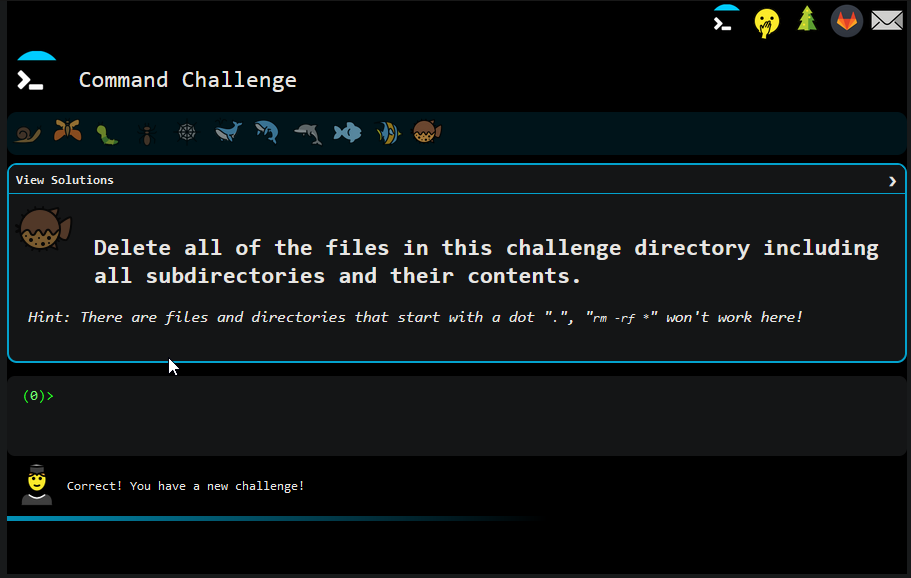 Command Challenge
View Solutions
Delete all of the files in this challenge directory including
all subdirectories and their contents.
Hint: There are files and directories that start with a dot ".", "rm -rf *" won't work here!
(0)>
Correct! You have a new challenge!